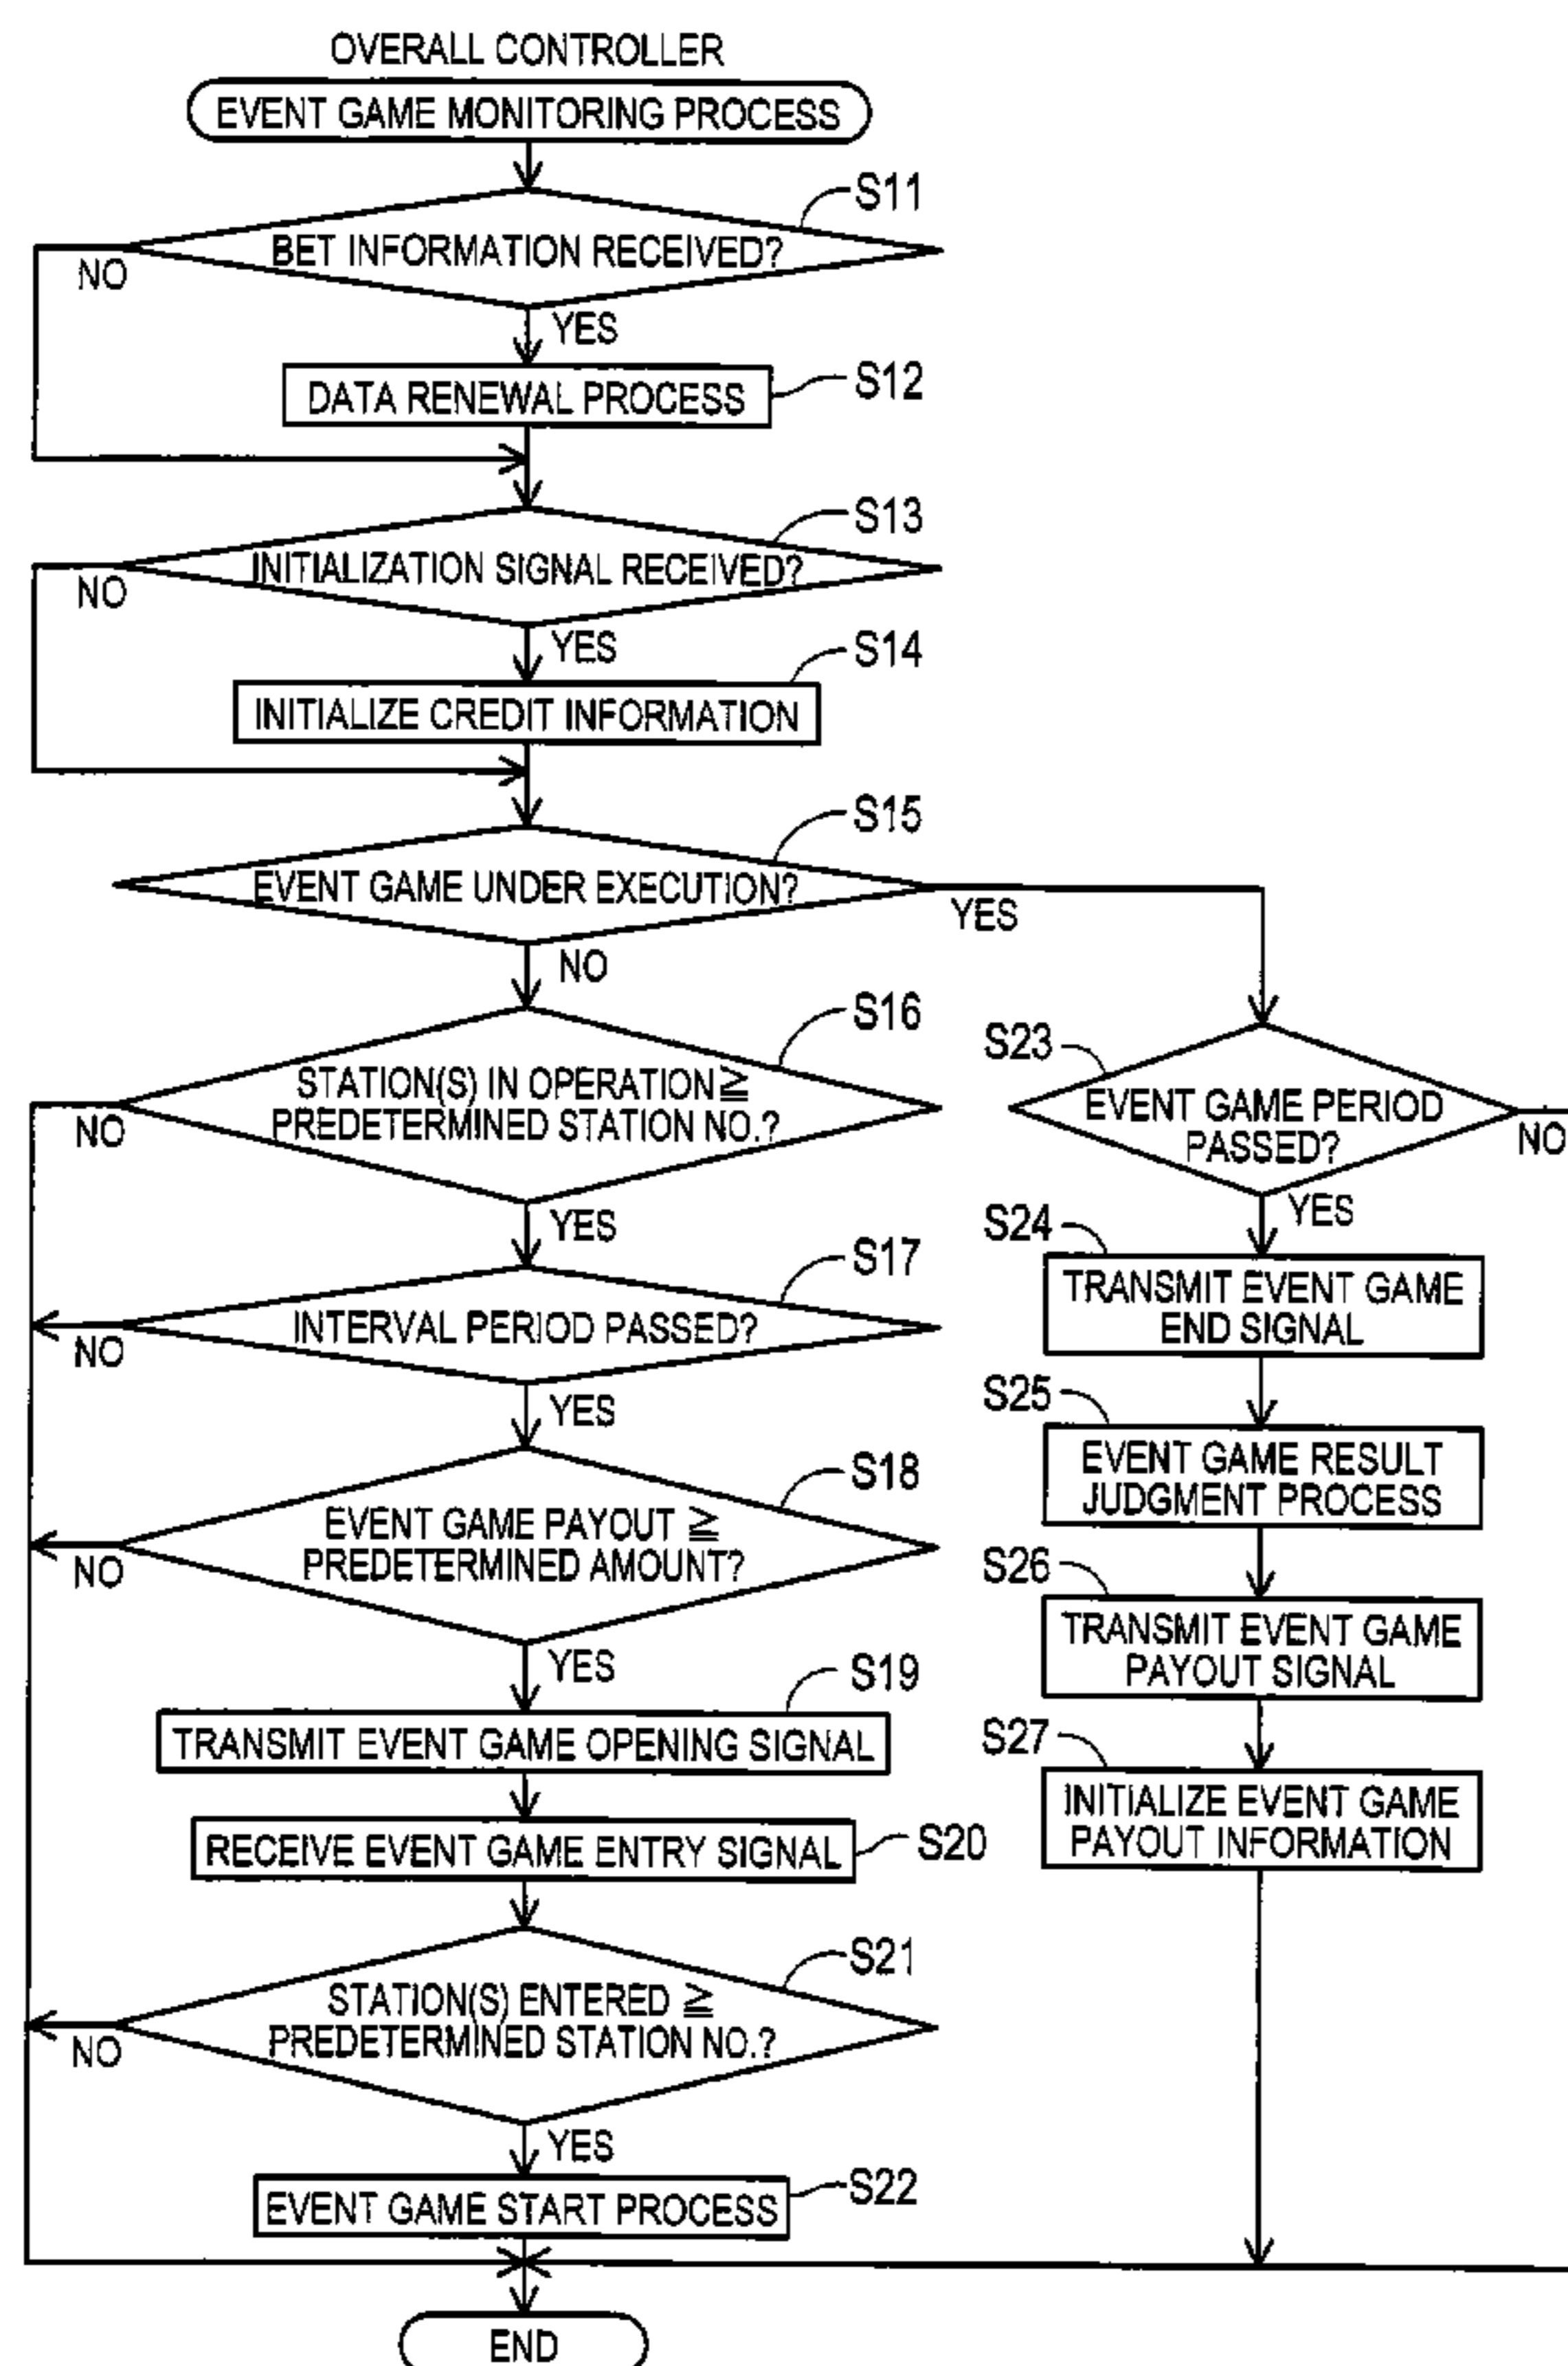 OVERALL CONTROLLER
EVENT GAME MONITORING PROCESS
S11
BET INFORMATION RECEIVED?
NO
YES
S12
DATA RENEWAL PROCESS
S13
INITIALIZATION SIGNAL RECEIVED?
NO
YES
S14
INITIALIZE CREDIT INFORMATION
S15
EVENT GAME UNDER EXECUTION?
YES
NO
S16
STATION(S) IN OPERATION ≧
PREDETERMINED STATION NO.?
NO
YES
S17
INTERVAL PERIOD PASSED?
NO
YES
S18
EVENT GAME PAYOUT ≧
PREDETERMINED AMOUNT?
NO
YES
S19
TRANSMIT EVENT GAME OPENING SIGNAL
RECEIVE EVENT GAME ENTRY SIGNAL
S20
S21
STATION(S) ENTERED ≧
PREDETERMINED STATION NO.?
NO
YES
EVENT GAME START PROCESS
S22
S23
EVENT GAME PERIOD
PASSED?
NO
YES
S24
TRANSMIT EVENT GAME
END SIGNAL
S25
EVENT GAME RESULT
JUDGMENT PROCESS
S26
TRANSMIT EVENT GAME
PAYOUT SIGNAL
S27
INITIALIZE EVENT GAME
PAYOUT INFORMATION
END